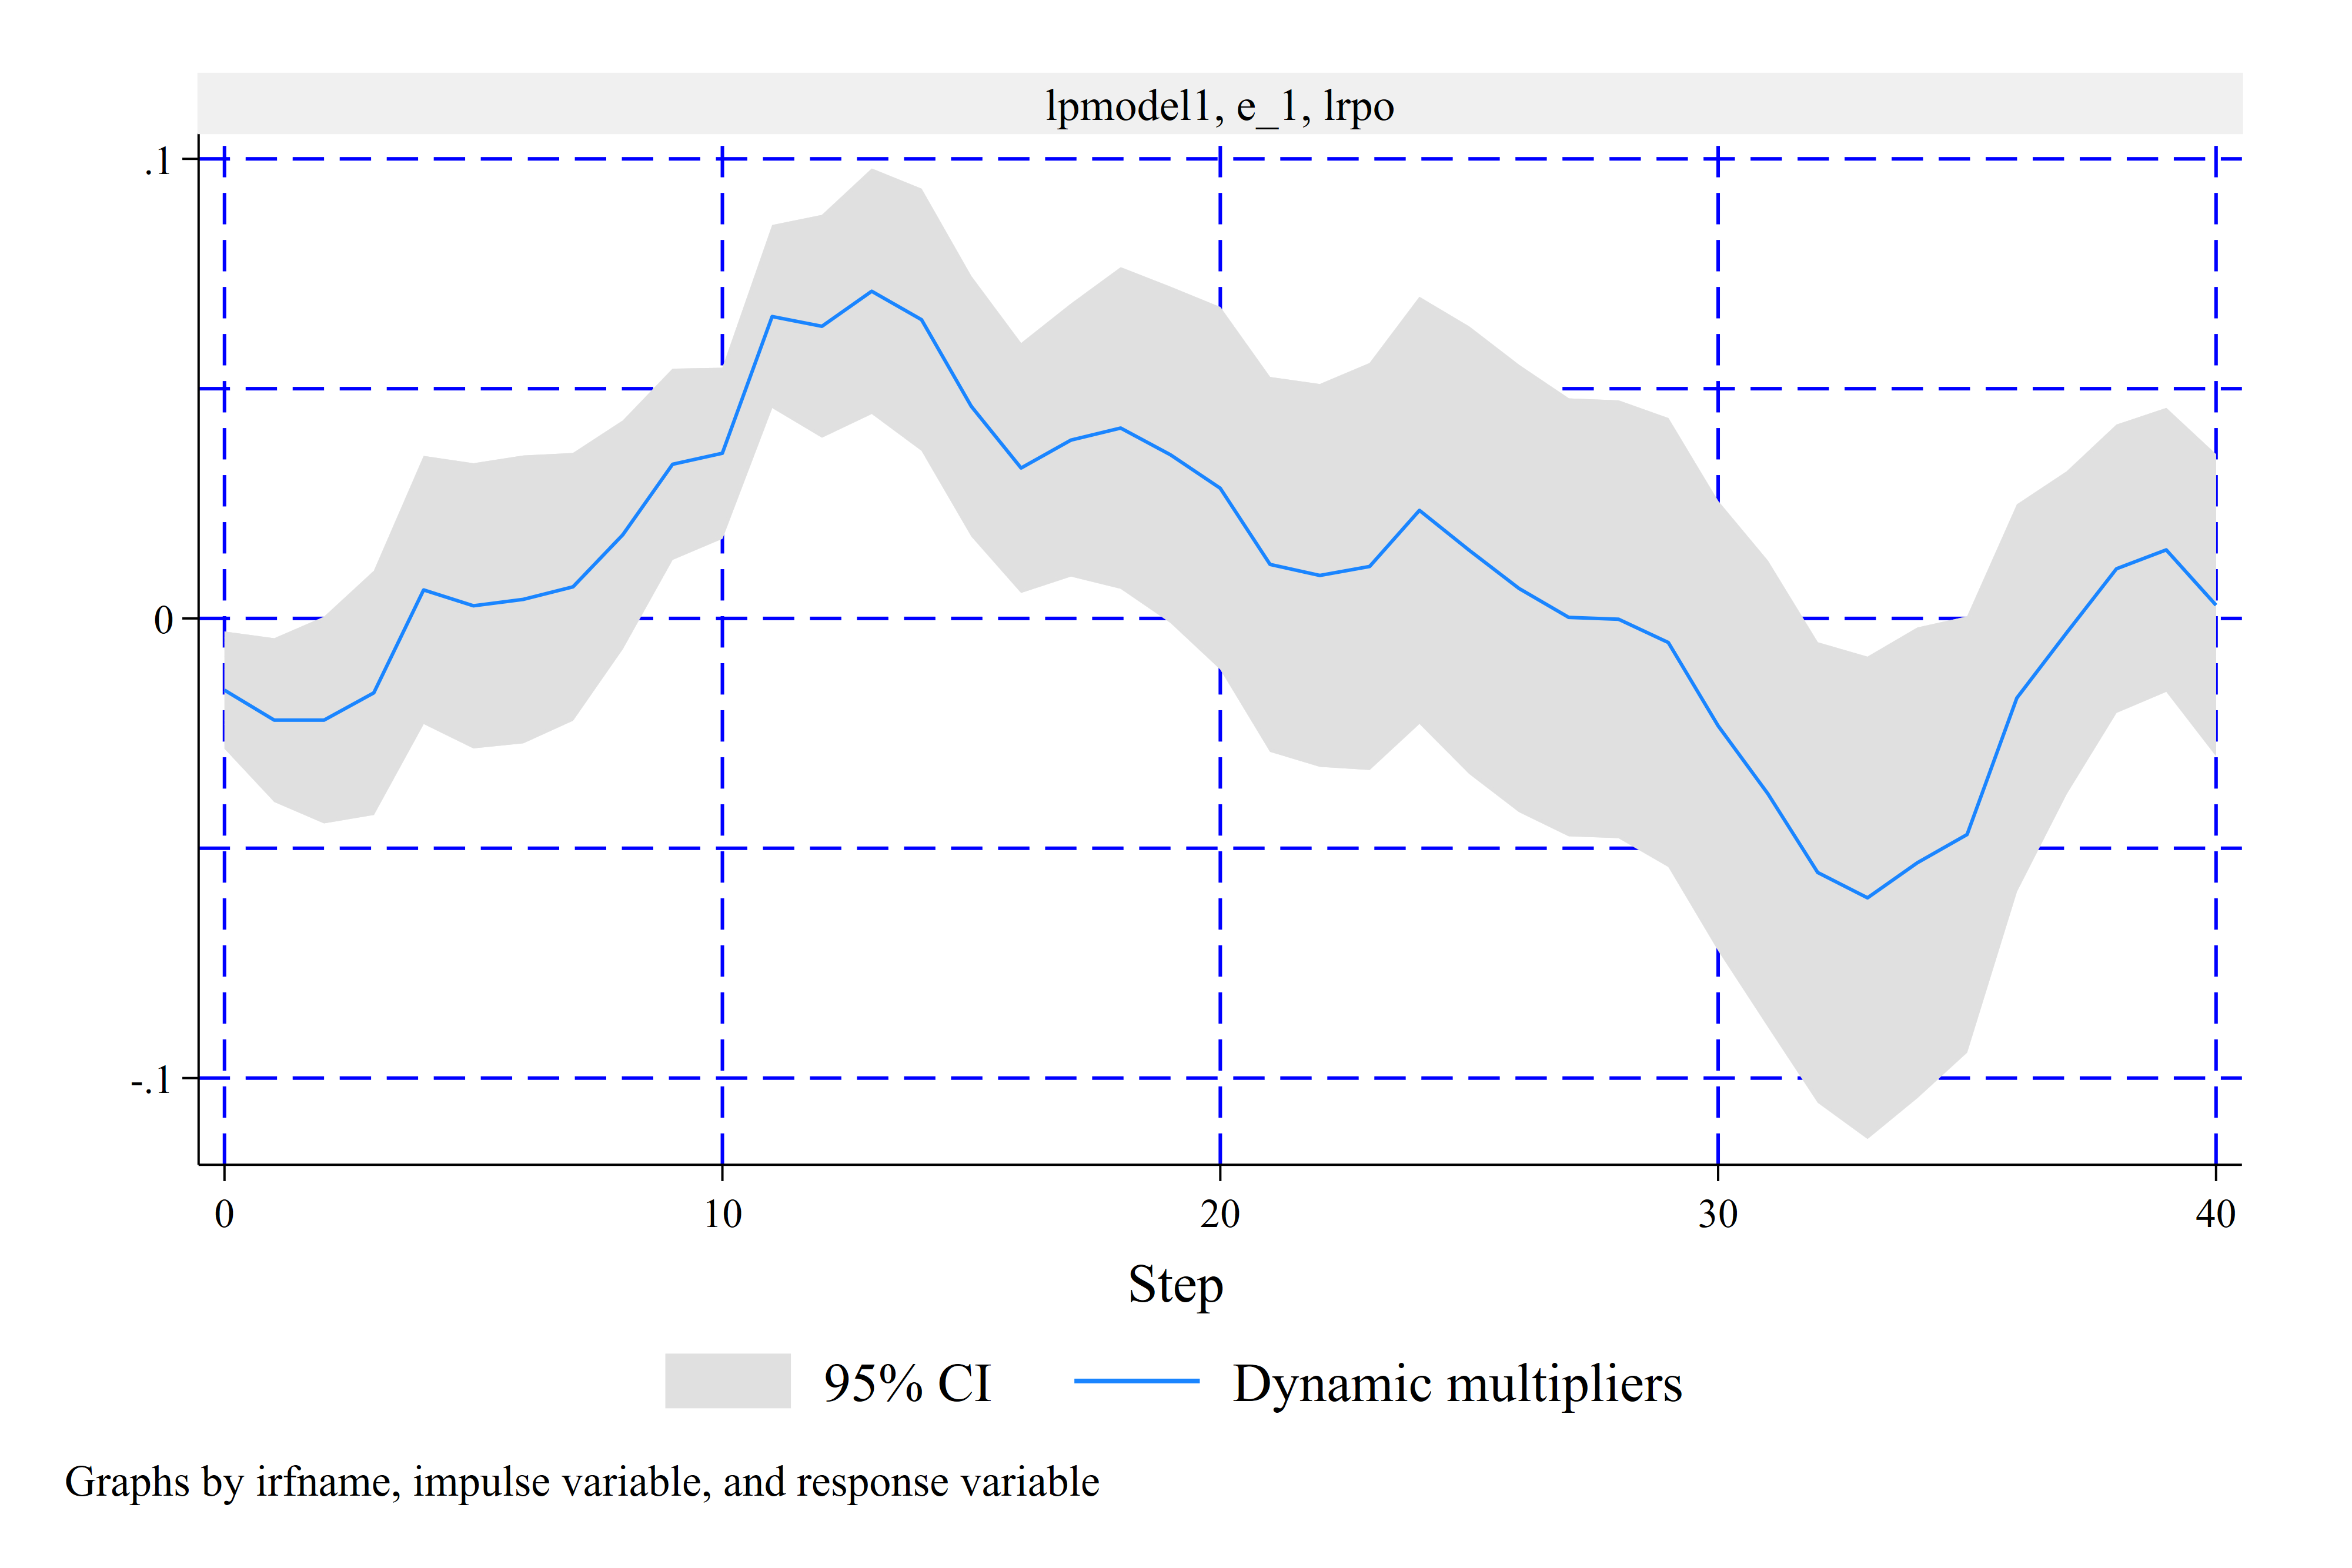 lpmodel1, e_1, lrpo
.1
0
-.1
0 10 20 30 40
Step
95% CI Dynamic multipliers
Graphs by irfname, impulse variable, and response variable